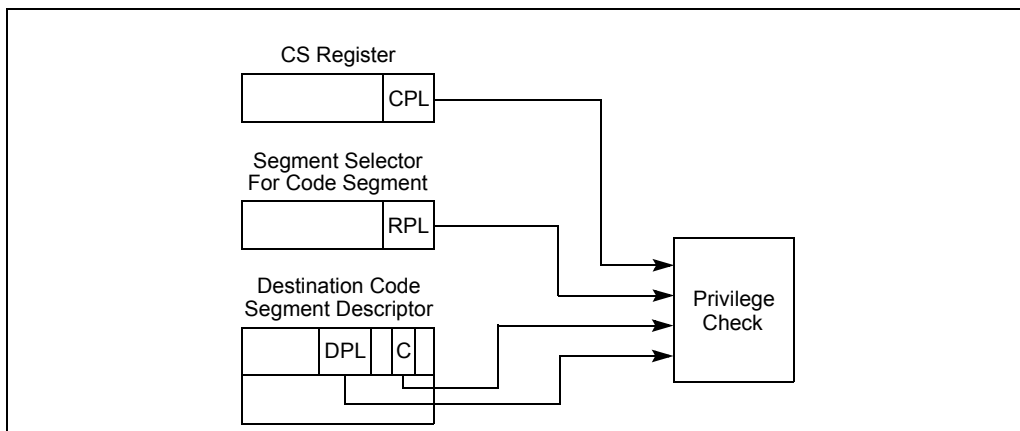 CS Register
CPL
Segment Selector
For Code Segment
RPL
Destination Code
Segment Descriptor
DPL
C
Privilege
Check